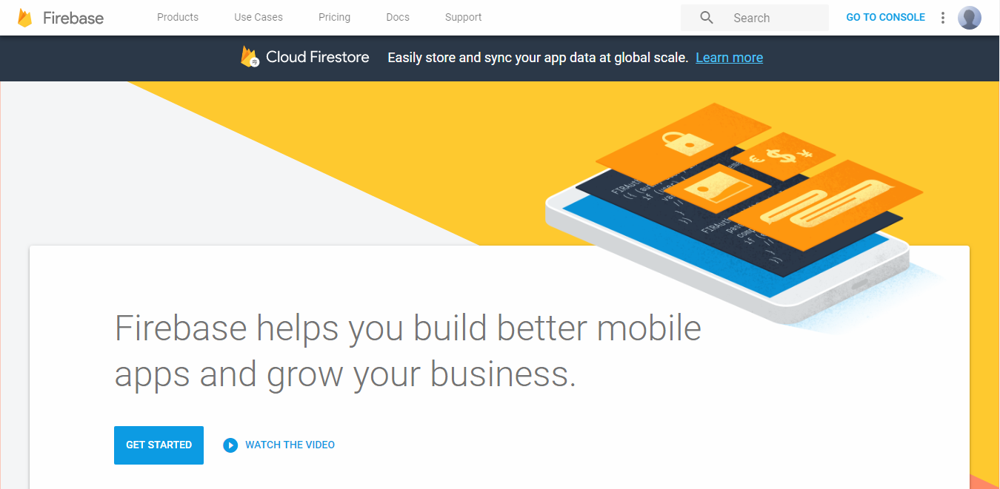 Firebase
Products
Use Cases
Pricing
Docs
Support
Search
GO TO CONSOLE
Cloud Firestore Easily store and sync your app data at global scale. Learn more
Firebase helps you build better mobile
apps and grow your business.
GET STARTED
WATCH THE VIDEO